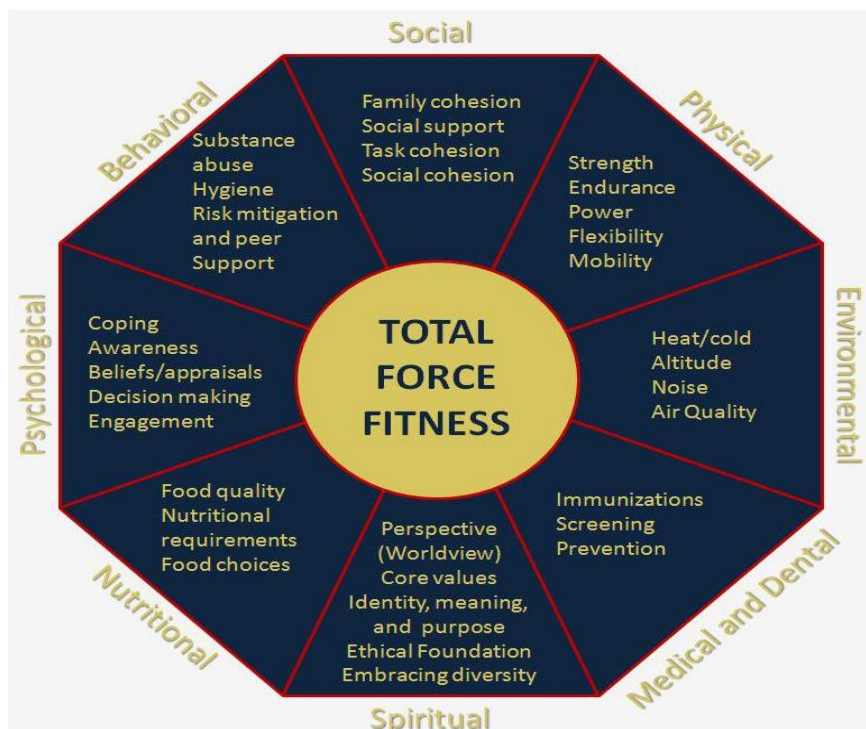 Social
Family cohesion
Social support
Task cohesion
Social cohesion
Physical
Strength
Endurance
Power
Flexibility
Mobility
Environmental
Heat/cold
Altitude
Noise
Air Quality
Medical and Dental
Immunizations
Screening
Prevention
Spiritual
Perspective
(Worldview)
Core values
Identity, meaning,
and purpose
Ethical Foundation
Embracing diversity
Nutritional
Food quality
Nutritional
requirements
Food choices
Psychological
Coping
Awareness
Beliefs/appraisals
Decision making
Engagement
Behavioral
Substance
abuse
Hygiene
Risk mitigation
and peer
Support
TOTAL
FORCE
FITNESS